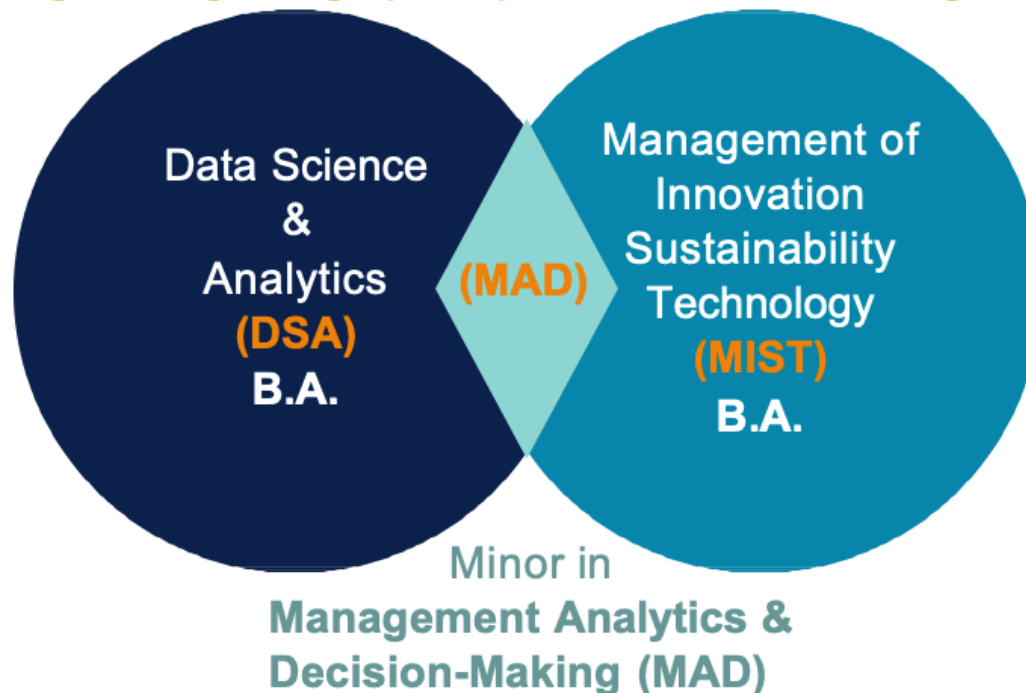 Data Science
&
Analytics
(DSA)
B.A.
(MAD)
Management of
Innovation
Sustainability
Technology
(MIST)
B.A.
Minor in
Management Analytics &
Decision-Making (MAD)